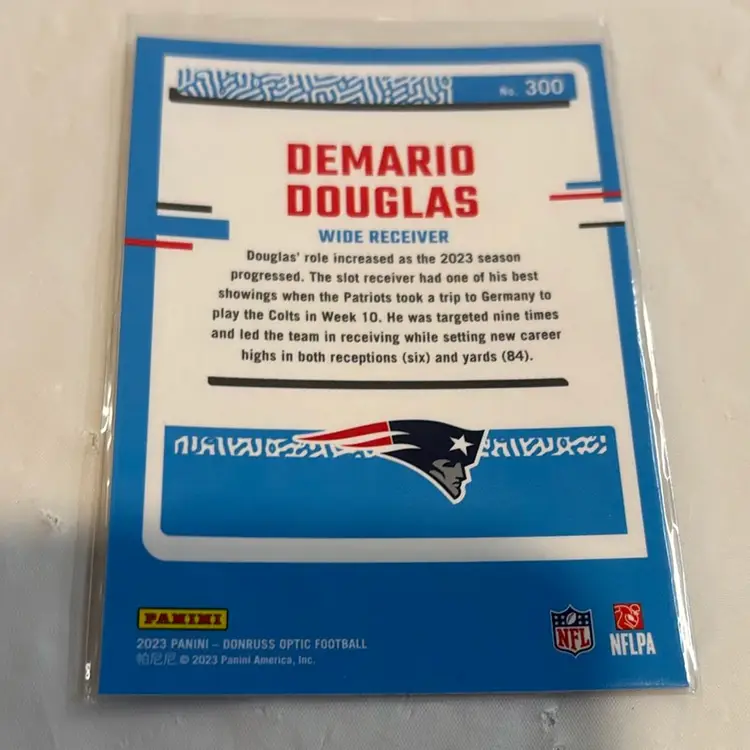 No. 300
DEMARIO
DOUGLAS
WIDE RECEIVER
Douglas' role increased as the 2023 season
progressed. The slot receiver had one of his best
showings when the Patriots took a trip to Germany to
play the Colts in Week 10. He was targeted nine times
and led the team in receiving while setting new career
highs in both receptions (six) and yards (84).
PANINI
2023 PANINI – DONRUSS OPTIC FOOTBALL
帕尼尼 © 2023 Panini America, Inc.
NFL
NFLPA